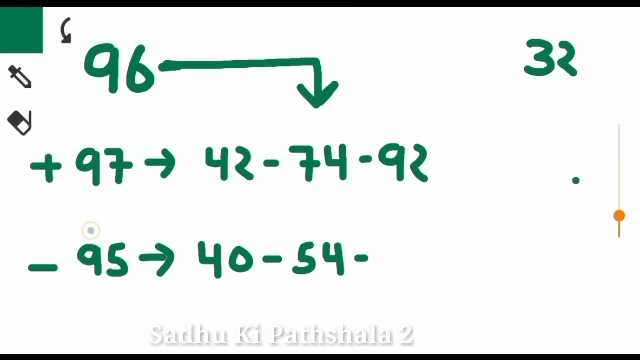 96 32
+ 97 → 42 - 74 - 92
- 95 → 40 - 54 -
Sadhu Ki Pathshala 2